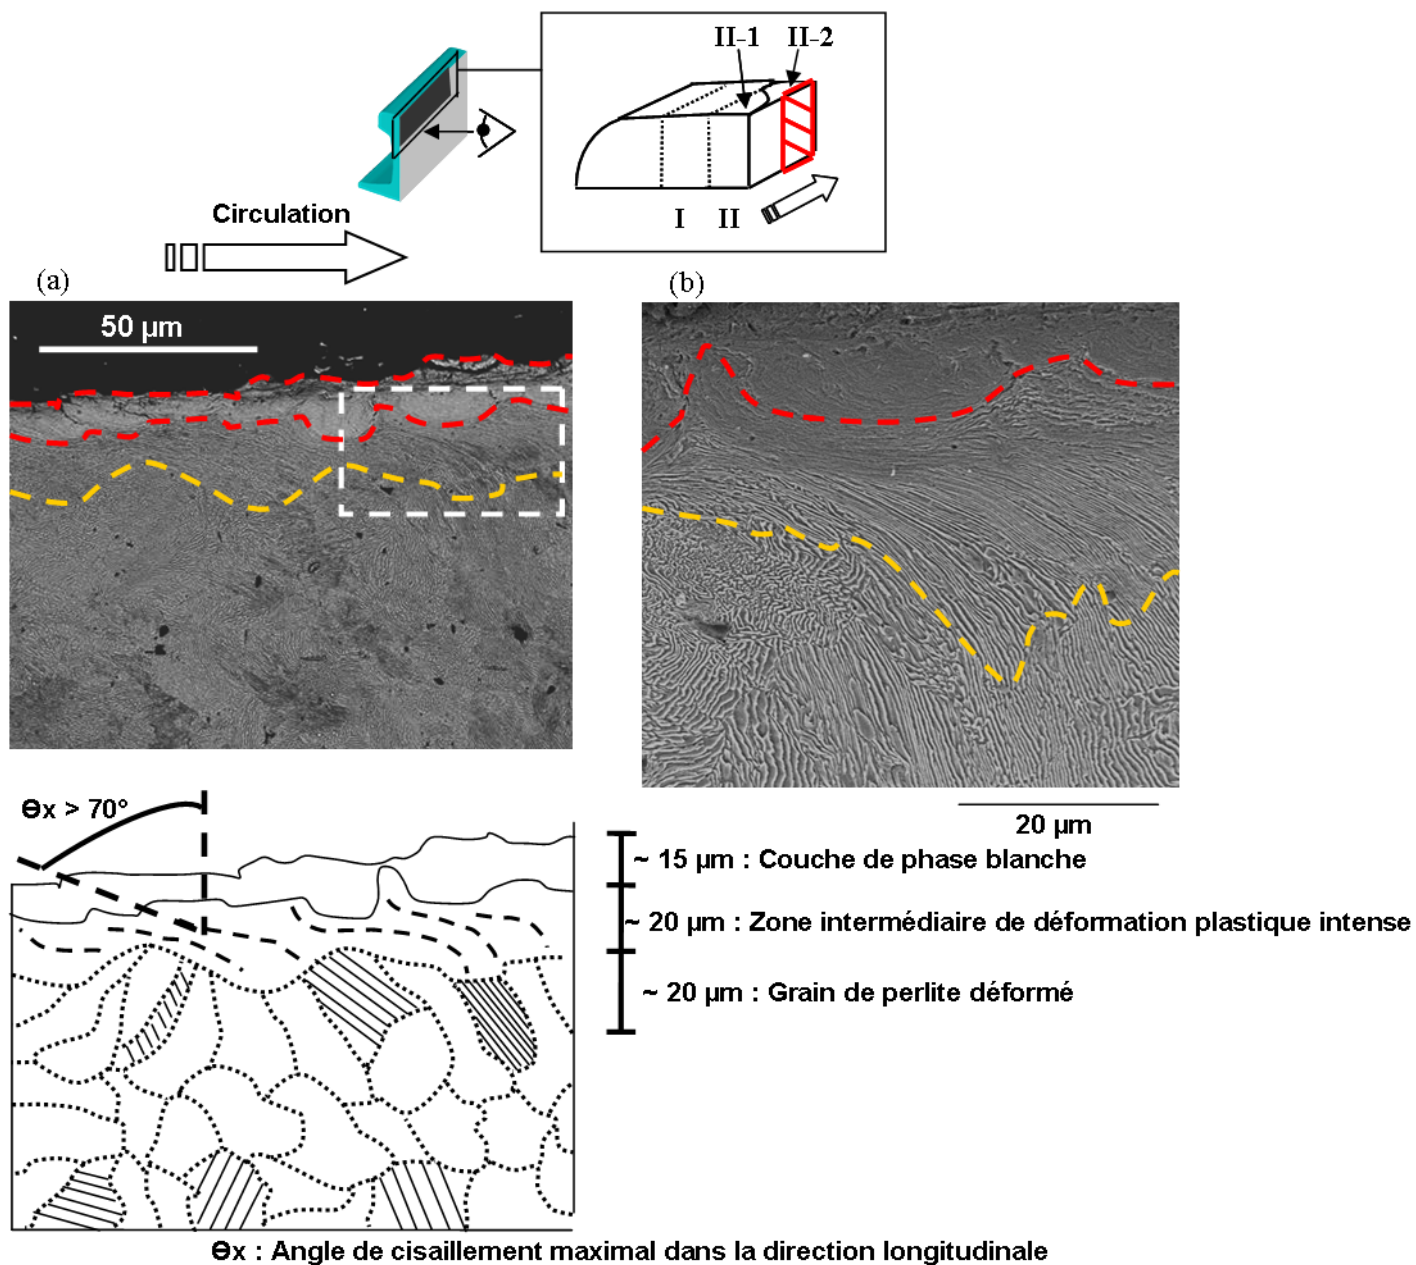 II-1 II-2
I II
Circulation
(a)
(b)
50 µm
20 µm
Θx > 70°
~ 15 µm : Couche de phase blanche
~ 20 µm : Zone intermédiaire de déformation plastique intense
~ 20 µm : Grain de perlite déformé
Θx : Angle de cisaillement maximal dans la direction longitudinale